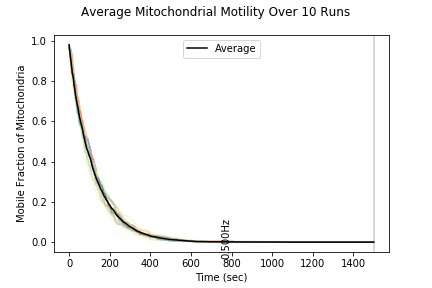 Average Mitochondrial Motility Over 10 Runs
Average
Mobile Fraction of Mitochondria
1.0
0.8
0.6
0.4
0.2
0.0
0.500Hz
0 200 400 600 800 1000 1200 1400
Time (sec)